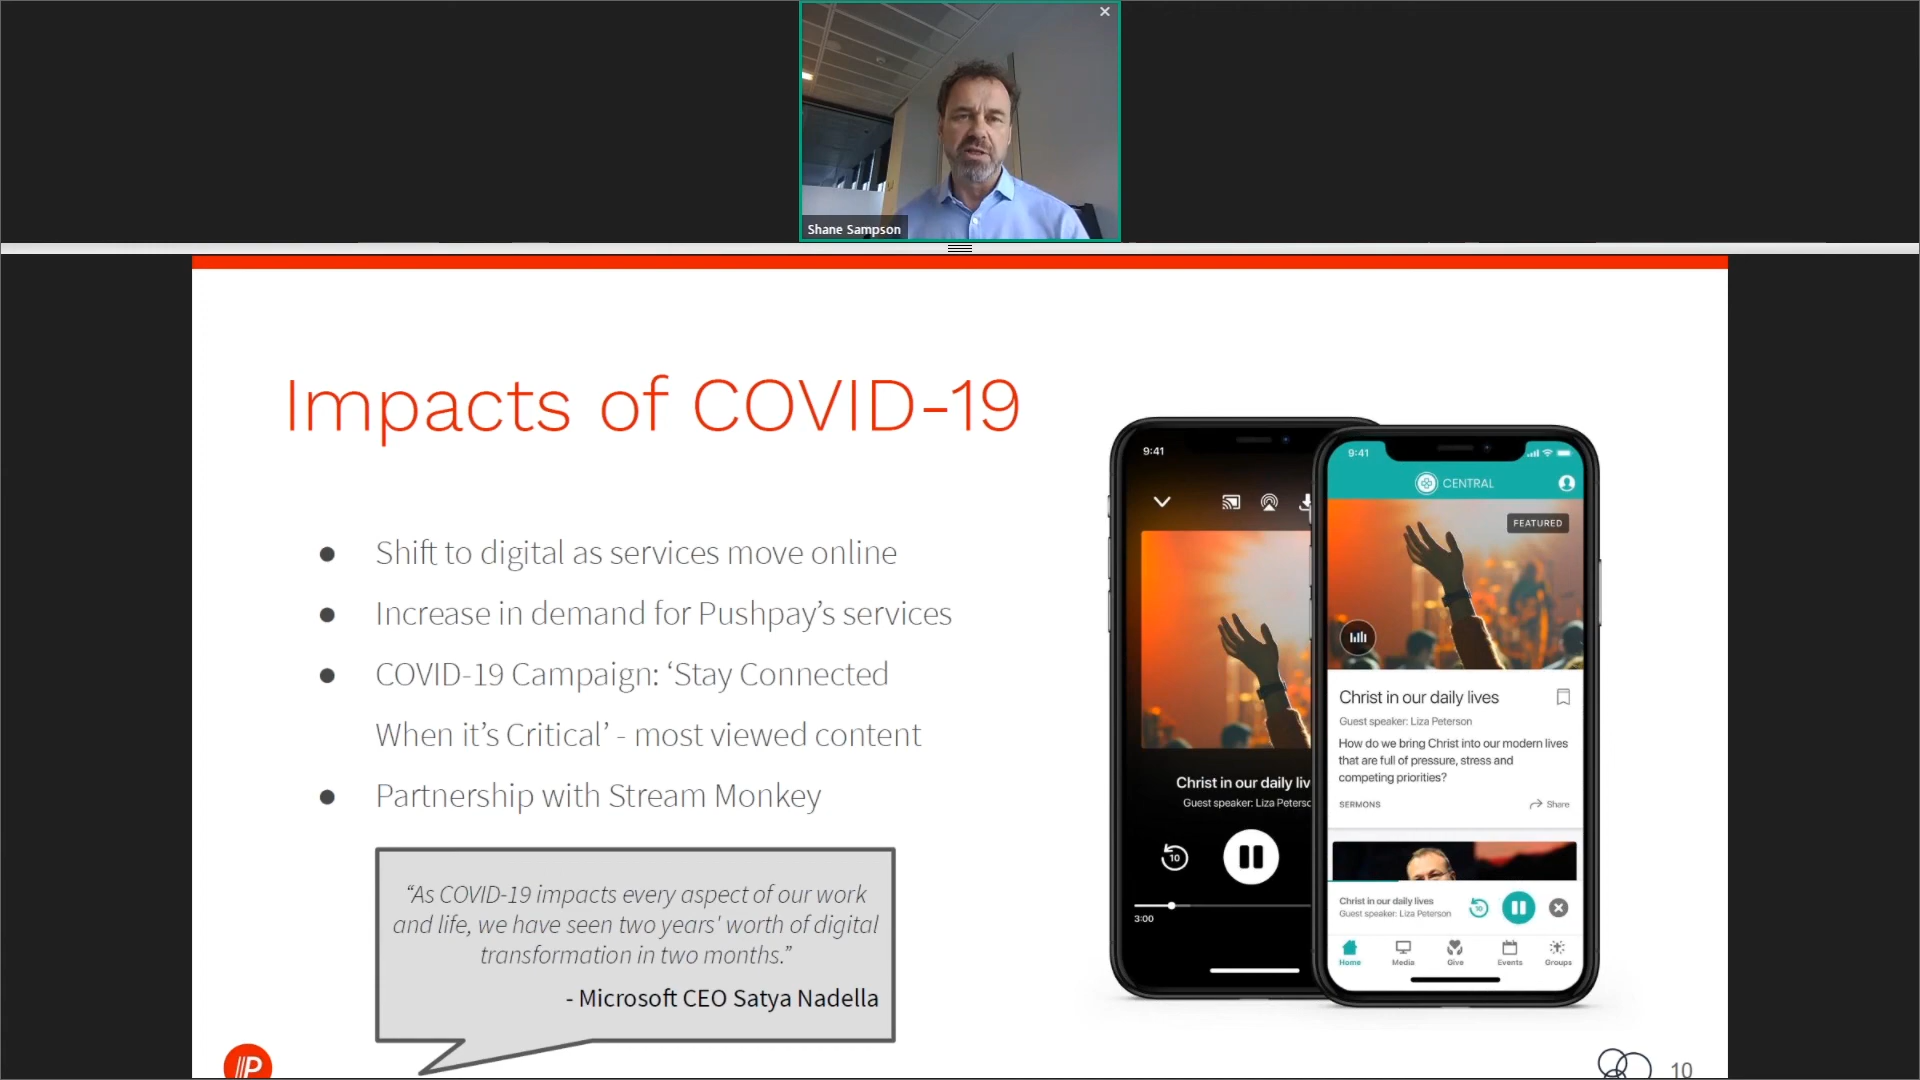 Shane Sampson
Impacts of COVID-19
Shift to digital as services move online
Increase in demand for Pushpay’s services
COVID-19 Campaign: ‘Stay Connected
When it’s Critical’ - most viewed content
Partnership with Stream Monkey
“As COVID-19 impacts every aspect of our work
and life, we have seen two years' worth of digital
transformation in two months.”
- Microsoft CEO Satya Nadella
9:41
Christ in our daily liv
Guest speaker: Liza Peterso
10
3:00
9:41
CENTRAL
FEATURED
Christ in our daily lives
Guest speaker: Liza Peterson
How do we bring Christ into our modern lives
that are full of pressure, stress and
competing priorities?
SERMONS
Share
Christ in our daily lives
Guest speaker: Liza Peterson
10
Home Media Give Events Groups
P
10